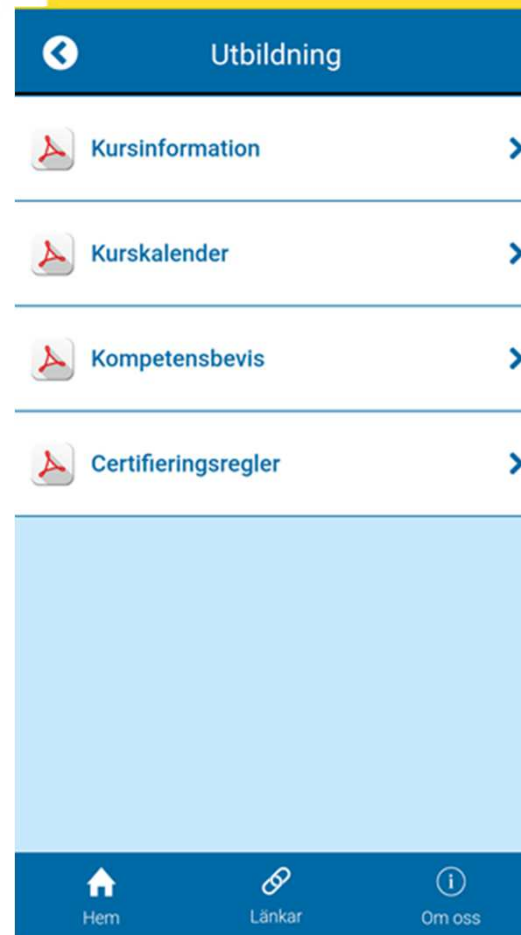 Utbildning
Kursinformation
Kurskalender
Kompetensbevis
Certifieringsregler
Hem
Länkar
Om oss